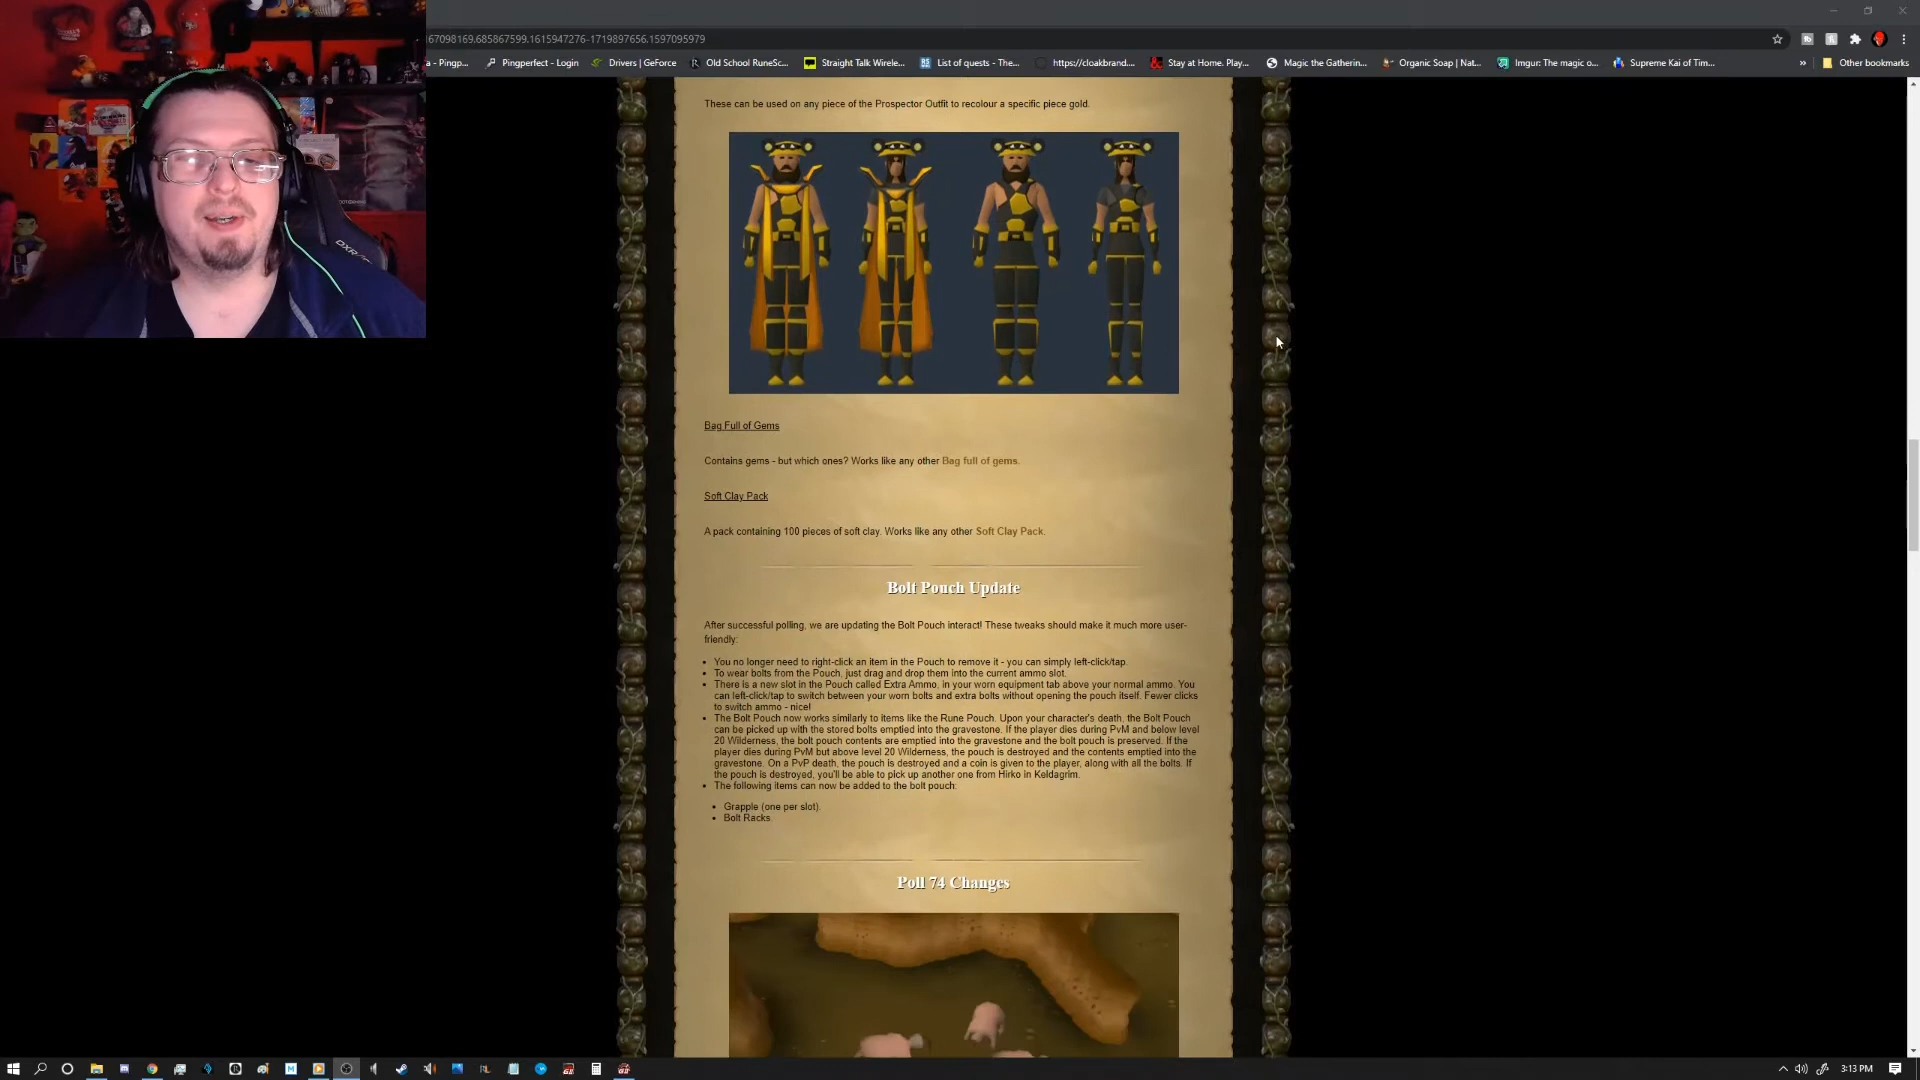 67098169.685867599.1615947276-1719897656.1597095979
a - Pingp...
Pingperfect - Login
Drivers | GeForce
Old School RuneSc...
Straight Talk Wirele...
List of quests - The...
https://cloakbrand....
Stay at Home. Play...
Magic the Gatherin...
Organic Soap | Nat...
Imgur: The magic o...
Supreme Kai of Tim...
»
Other bookmarks
These can be used on any piece of the Prospector Outfit to recolour a specific piece gold.
Bag Full of Gems
Contains gems - but which ones? Works like any other Bag full of gems.
Soft Clay Pack
A pack containing 100 pieces of soft clay. Works like any other Soft Clay Pack.
Bolt Pouch Update
After successful polling, we are updating the Bolt Pouch interact! These tweaks should make it much more user-
friendly:
• You no longer need to right-click an item in the Pouch to remove it - you can simply left-click/tap.
• To wear bolts from the Pouch, just drag and drop them into the current ammo slot.
• There is a new slot in the Pouch called Extra Ammo, in your worn equipment tab above your normal ammo. You
can left-click/tap to switch between your worn bolts and extra bolts without opening the pouch itself. Fewer clicks
to switch ammo - nice!
• The Bolt Pouch now works similarly to items like the Rune Pouch. Upon your character's death, the Bolt Pouch
can be picked up with the stored bolts emptied into the gravestone. If the player dies during PvM and below level
20 Wilderness, the bolt pouch contents are emptied into the gravestone and the bolt pouch is preserved. If the
player dies during PvM but above level 20 Wilderness, the pouch is destroyed and the contents emptied into the
gravestone. On a PvP death, the pouch is destroyed and a coin is given to the player, along with all the bolts. If
the pouch is destroyed, you'll be able to pick up another one from Hirko in Keldagrim.
• The following items can now be added to the bolt pouch:
• Grapple (one per slot).
• Bolt Racks.
Poll 74 Changes
3:13 PM